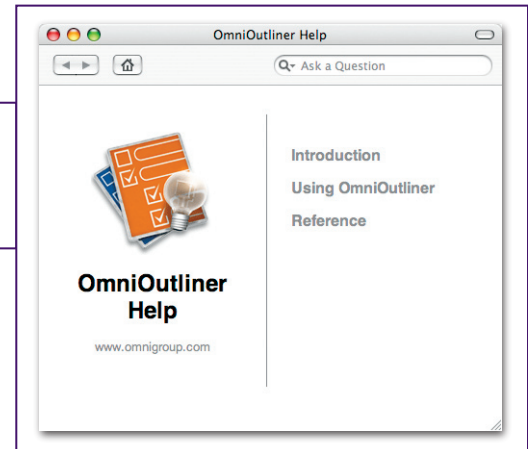 OmniOutliner Help
Ask a Question
OmniOutliner
Help
www.omnigroup.com
Introduction
Using OmniOutliner
Reference